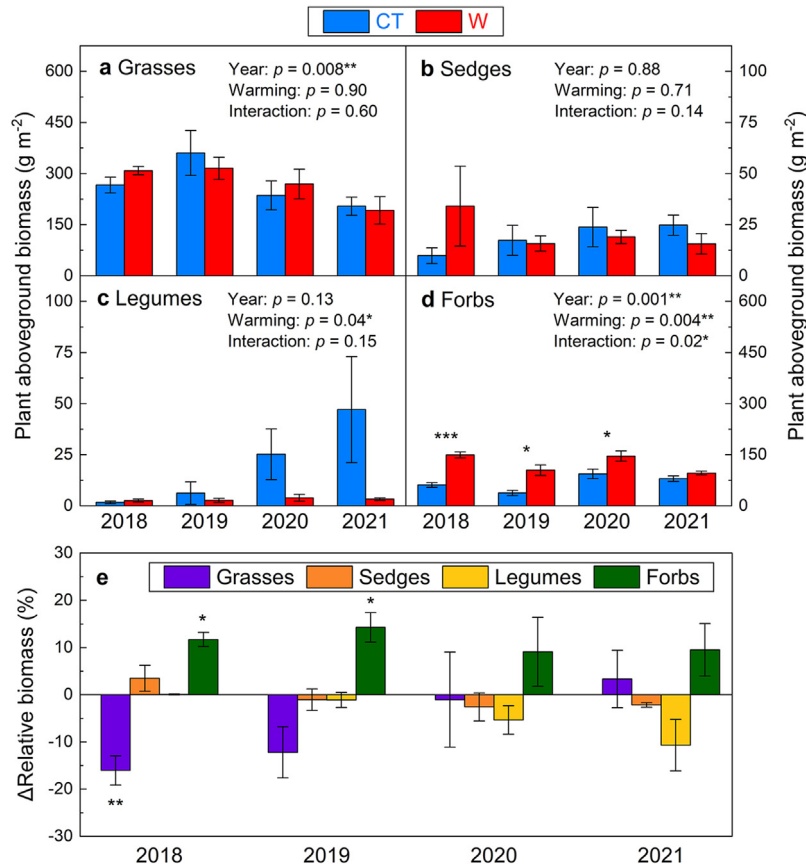 CT W
a Grasses
Year: p = 0.008**
Warming: p = 0.90
Interaction: p = 0.60
b Sedges
Year: p = 0.88
Warming: p = 0.71
Interaction: p = 0.14
Plant aboveground biomass (g m-2)
600
450
300
150
0
100
75
50
25
0
Plant aboveground biomass (g m-2)
c Legumes
Year: p = 0.13
Warming: p = 0.04*
Interaction: p = 0.15
d Forbs
Year: p = 0.001**
Warming: p = 0.004**
Interaction: p = 0.02*
100
75
50
25
0
600
450
300
150
0
***
*
*
2018 2019 2020 2021 2018 2019 2020 2021
e
Grasses Sedges Legumes Forbs
ΔRelative biomass (%)
30
20
10
0
-10
-20
-30
*
*
**
2018 2019 2020 2021